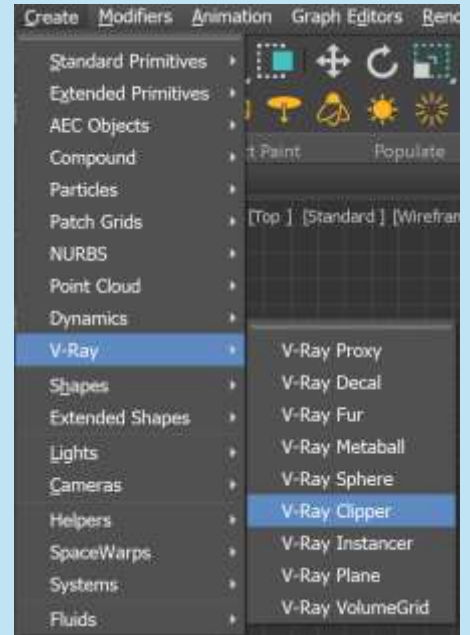 Create Modifiers Animation Graph Editors
Standard Primitives
Extended Primitives
AEC Objects
Compound
t Paint Populate
Particles
Patch Grids
[Top ] [Standard ]
NURBS
Point Cloud
Dynamics
V-Ray
Shapes
Extended Shapes
Lights
Cameras
Helpers
SpaceWarps
Systems
Fluids
V-Ray Proxy
V-Ray Decal
V-Ray Fur
V-Ray Metaball
V-Ray Sphere
V-Ray Clipper
V-Ray Instancer
V-Ray Plane
V-Ray VolumeGrid